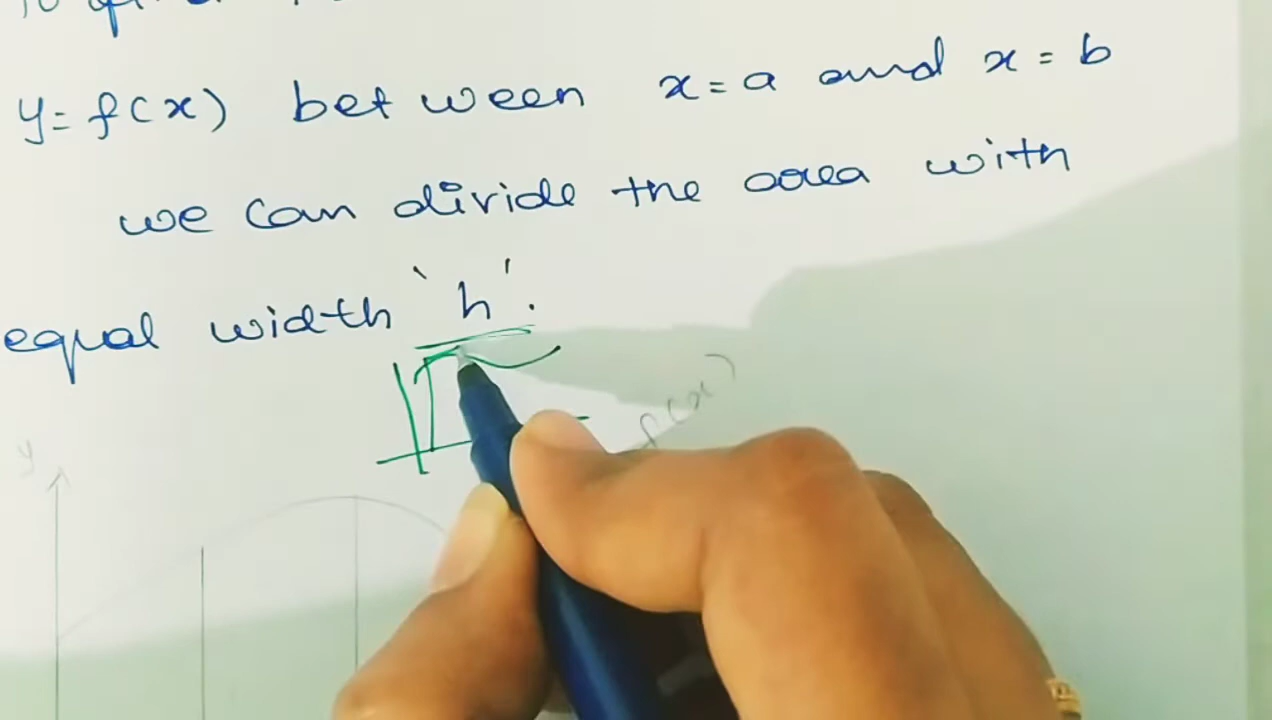 y=f(x) between x=a and x=b
we can divide the area with
equal width 'h'.
f(x)
y